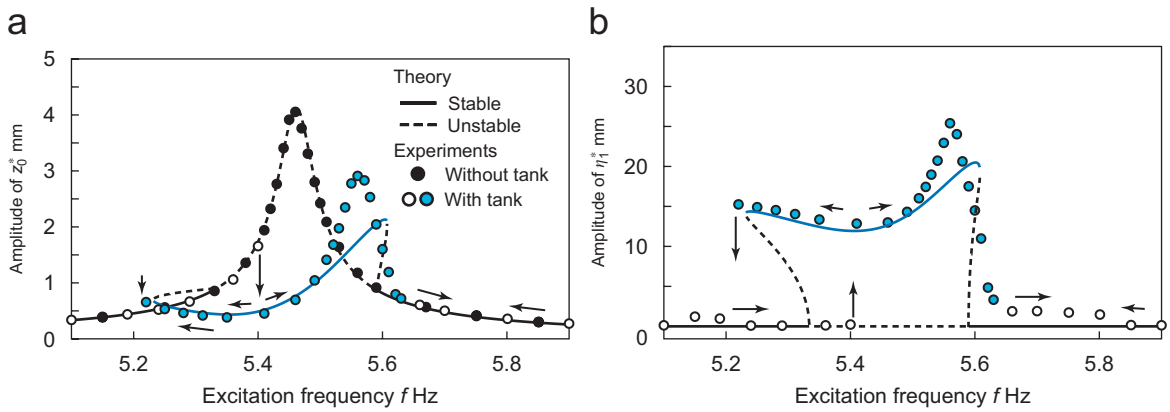 a
Amplitude of z₀* mm
5
4
3
2
1
0
5.2
5.4
5.6
5.8
Excitation frequency f Hz
Theory
Stable
Unstable
Experiments
Without tank
With tank
b
Amplitude of η₁* mm
30
20
10
0
5.2
5.4
5.6
5.8
Excitation frequency f Hz